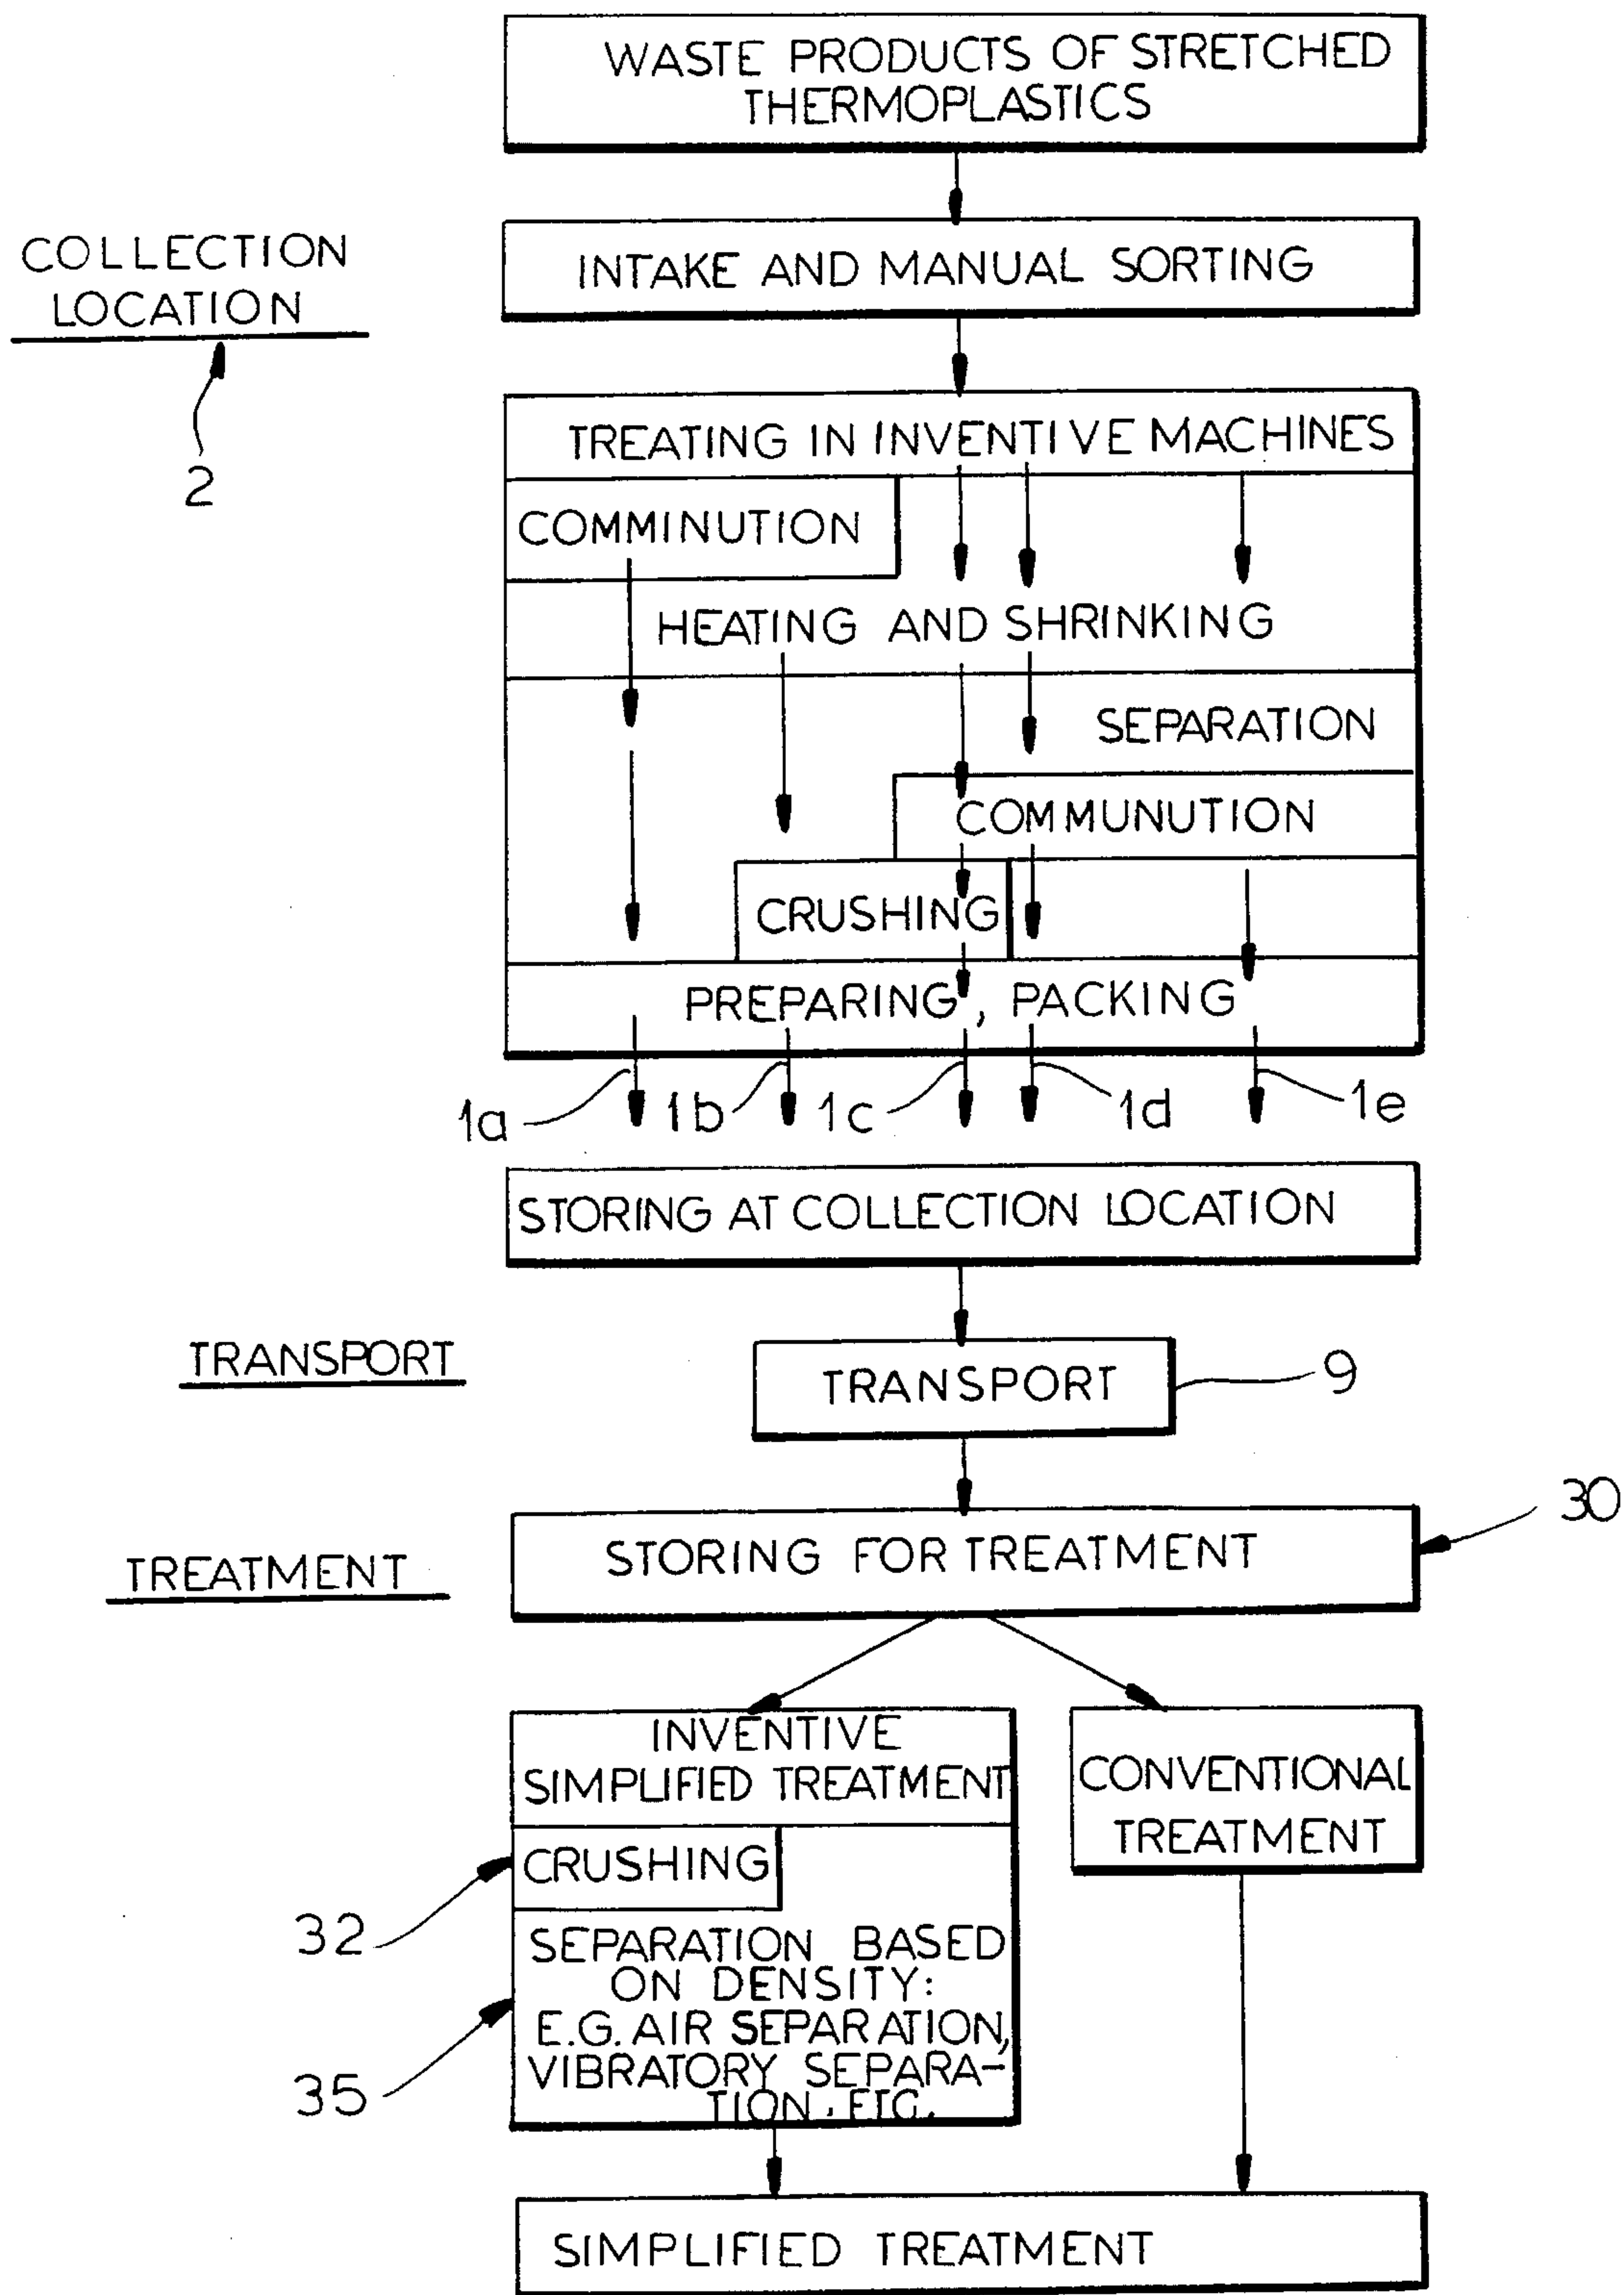 WASTE PRODUCTS OF STRETCHED
THERMOPLASTICS
COLLECTION
LOCATION
2
INTAKE AND MANUAL SORTING
TREATING IN INVENTIVE MACHINES
COMMINUTION
HEATING AND SHRINKING
SEPARATION
COMMUNUTION
CRUSHING
PREPARING, PACKING
1a 1b 1c 1d 1e
STORING AT COLLECTION LOCATION
TRANSPORT
TRANSPORT
9
30
STORING FOR TREATMENT
TREATMENT
INVENTIVE
SIMPLIFIED TREATMENT
CONVENTIONAL
TREATMENT
CRUSHING
32
SEPARATION BASED
ON DENSITY:
E.G. AIR SEPARATION,
VIBRATORY SEPARA-
TION. ETC.
35
SIMPLIFIED TREATMENT